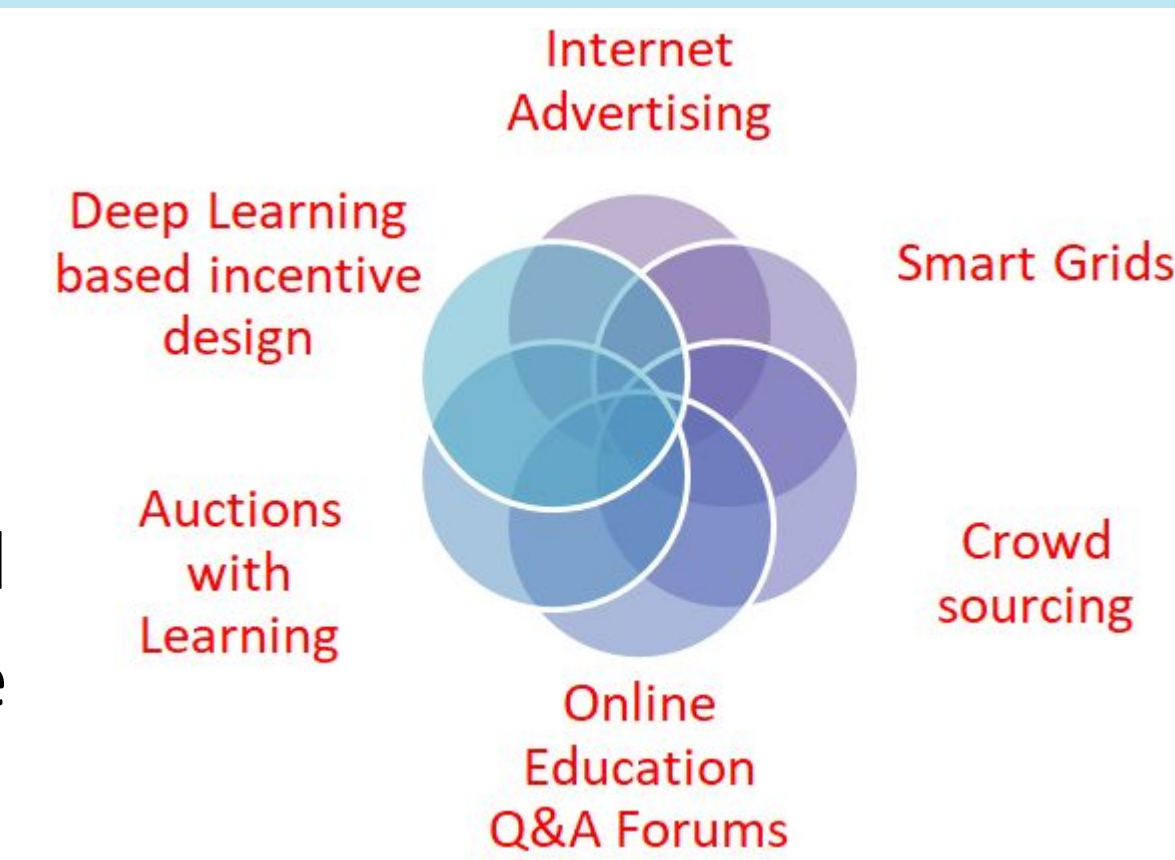 Internet
Advertising
Deep Learning
based incentive
design
Smart Grids
Auctions
with
Learning
Crowd
sourcing
Online
Education
Q&A Forums